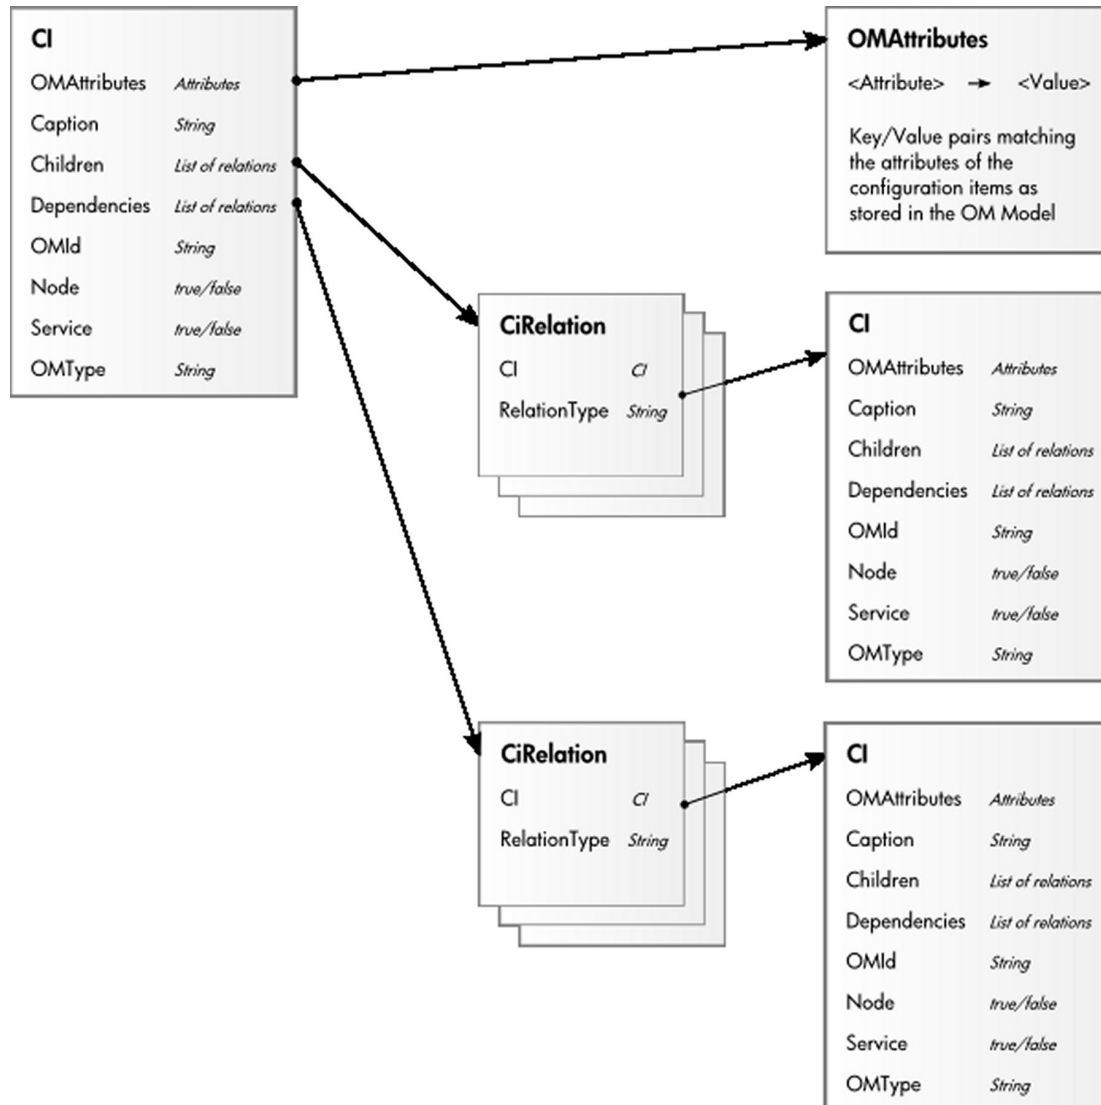 CI
OMAttributes Attributes
Caption String
Children List of relations
Dependencies List of relations
OMId String
Node true/false
Service true/false
OMType String
OMAttributes
<Attribute> → <Value>
Key/Value pairs matching
the attributes of the
configuration items as
stored in the OM Model
CiRelation
CI CI
RelationType String
CI
OMAttributes Attributes
Caption String
Children List of relations
Dependencies List of relations
OMId String
Node true/false
Service true/false
OMType String
CiRelation
CI CI
RelationType String
CI
OMAttributes Attributes
Caption String
Children List of relations
Dependencies List of relations
OMId String
Node true/false
Service true/false
OMType String